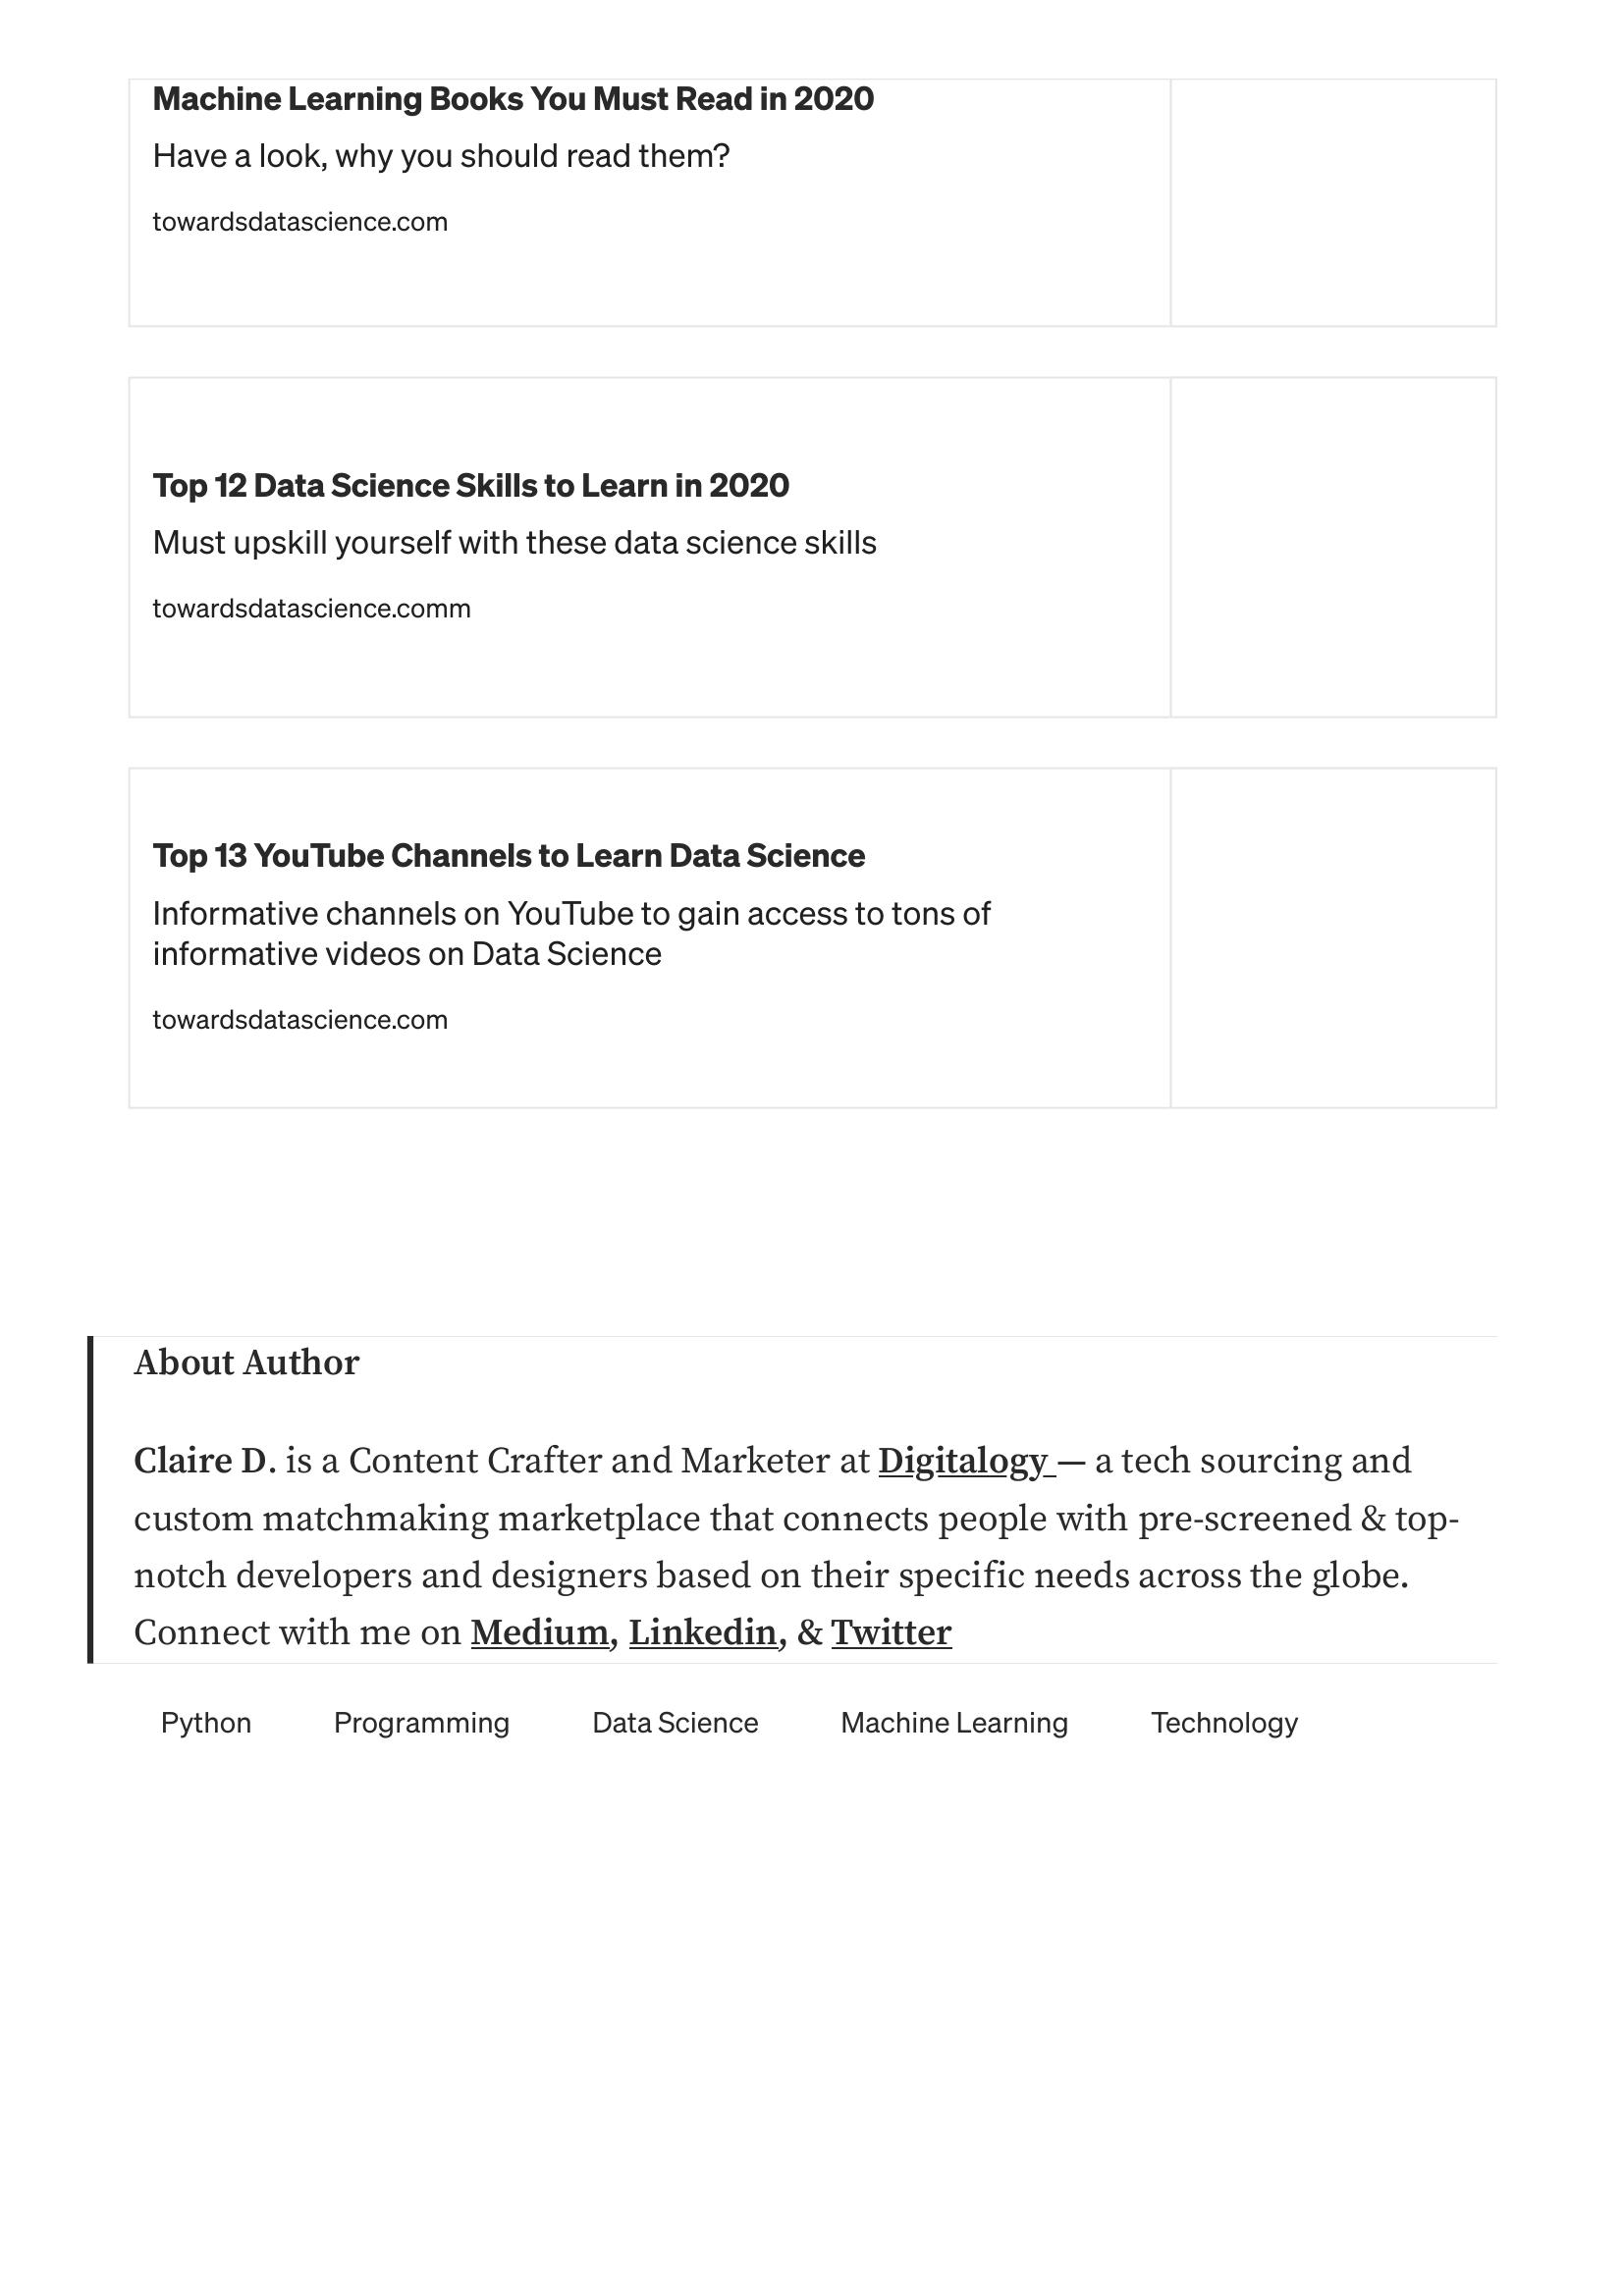 Machine Learning Books You Must Read in 2020
Have a look, why you should read them?
towardsdatascience.com
Top 12 Data Science Skills to Learn in 2020
Must upskill yourself with these data science skills
towardsdatascience.comm
Top 13 YouTube Channels to Learn Data Science
Informative channels on YouTube to gain access to tons of
informative videos on Data Science
towardsdatascience.com
About Author
Claire D. is a Content Crafter and Marketer at Digitalogy — a tech sourcing and
custom matchmaking marketplace that connects people with pre-screened & top-
notch developers and designers based on their specific needs across the globe.
Connect with me on Medium, Linkedin, & Twitter
Python Programming Data Science Machine Learning Technology